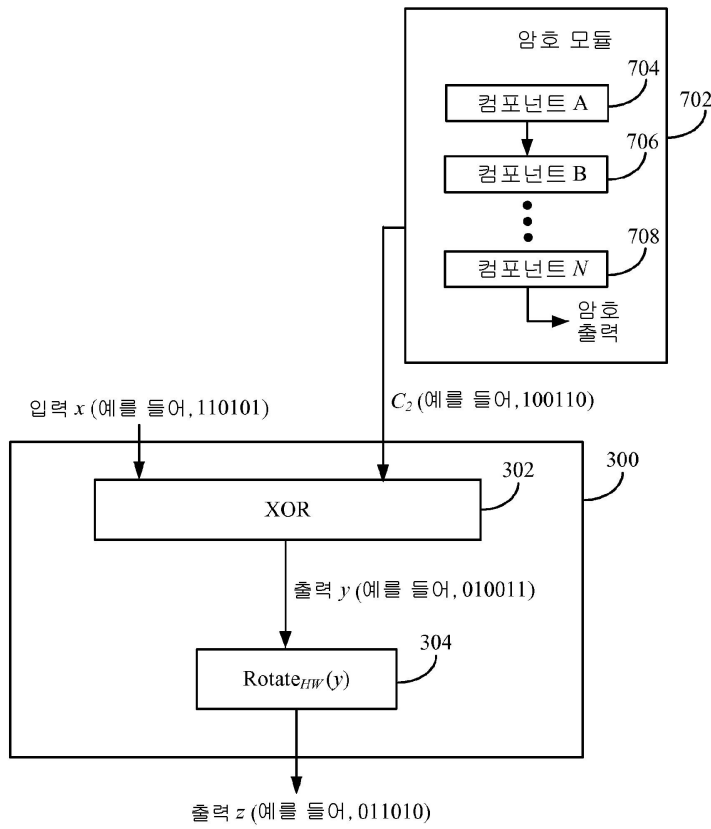 암호 모듈
704
컴포넌트 A
702
706
컴포넌트 B
708
컴포넌트 N
암호
출력
입력 x (예를 들어, 110101)
C2 (예를 들어, 100110)
302
300
XOR
출력 y (예를 들어, 010011)
304
RotateHW(y)
출력 z (예를 들어, 011010)